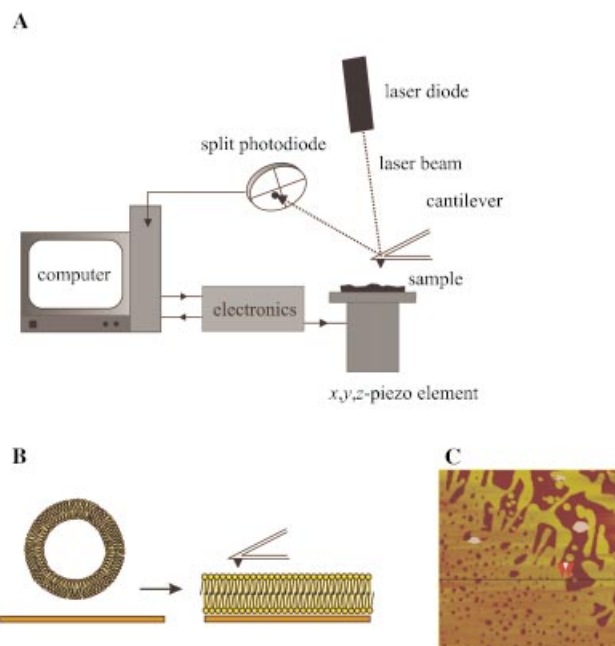 A
laser diode
split photodiode
laser beam
cantilever
computer
sample
electronics
x,y,z-piezo element
B
C